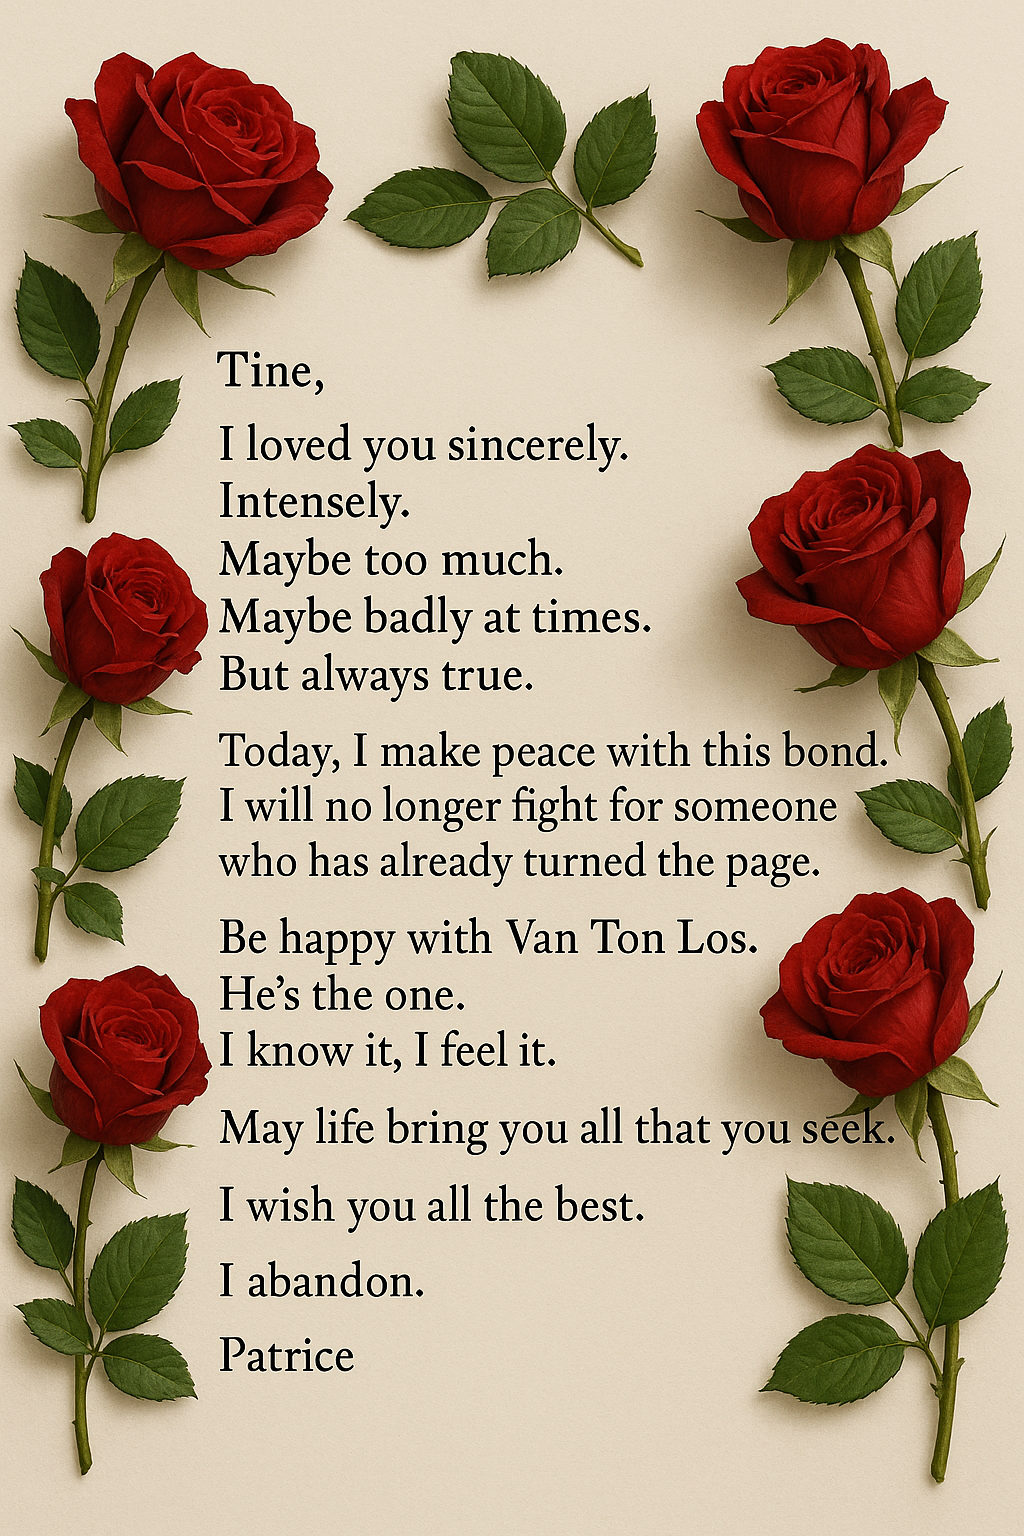 Tine,
I loved you sincerely.
Intensely.
Maybe too much.
Maybe badly at times.
But always true.
Today, I make peace with this bond.
I will no longer fight for someone
who has already turned the page.
Be happy with Van Ton Los.
He’s the one.
I know it, I feel it.
May life bring you all that you seek.
I wish you all the best.
I abandon.
Patrice